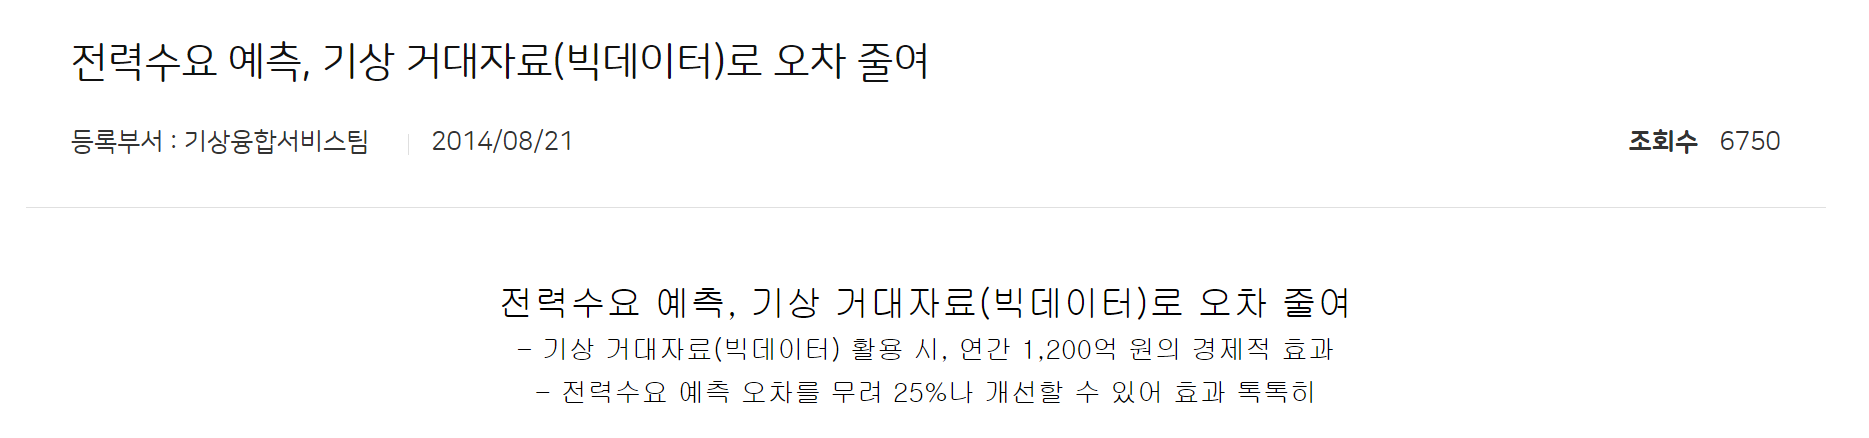 전력수요 예측, 기상 거대자료(빅데이터)로 오차 줄여
등록부서 : 기상융합서비스팀 2014/08/21 조회수 6750
전력수요 예측, 기상 거대자료(빅데이터)로 오차 줄여
- 기상 거대자료(빅데이터) 활용 시, 연간 1,200억 원의 경제적 효과
- 전력수요 예측 오차를 무려 25%나 개선할 수 있어 효과 톡톡히